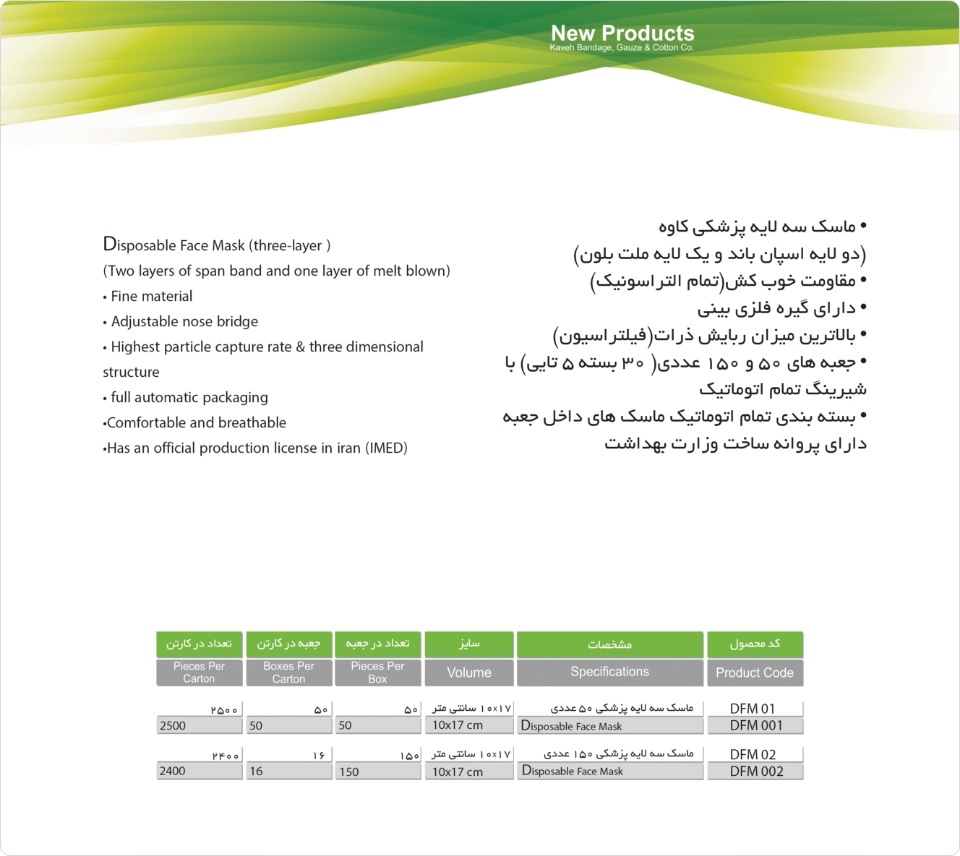 New Products
Kaveh Bandage, Gauze & Cotton Co.
Disposable Face Mask (three-layer )
(Two layers of span band and one layer of melt blown)
• Fine material
• Adjustable nose bridge
• Highest particle capture rate & three dimensional
structure
• full automatic packaging
•Comfortable and breathable
•Has an official production license in iran (IMED)
• ماسک سه لایه پزشکی کاوه
(دو لایه اسپان باند و یک لایه ملت بلون)
• مقاومت خوب کش(تمام التراسونیک)
• دارای گیره فلزی بینی
• بالاترین میزان ربایش ذرات(فیلتراسیون)
• جعبه های ۵۰ و ۱۵۰ عددی( ۳۰ بسته ۵ تایی) با
شیرینگ تمام اتوماتیک
• بسته بندی تمام اتوماتیک ماسک های داخل جعبه
دارای پروانه ساخت وزارت بهداشت
تعداد در کارتن جعبه در کارتن تعداد در جعبه سایز مشخصات کد محصول
Pieces Per Carton Boxes Per Carton Pieces Per Box Volume Specifications Product Code
۲۵۰۰ ۵۰ ۵۰ ۱۰x۱۷ سانتی متر ماسک سه لایه پزشکی ۵۰ عددی DFM 01
2500 50 50 10x17 cm Disposable Face Mask DFM 001
۲۴۰۰ ۱۶ ۱۵۰ ۱۰x۱۷ سانتی متر ماسک سه لایه پزشکی ۱۵۰ عددی DFM 02
2400 16 150 10x17 cm Disposable Face Mask DFM 002